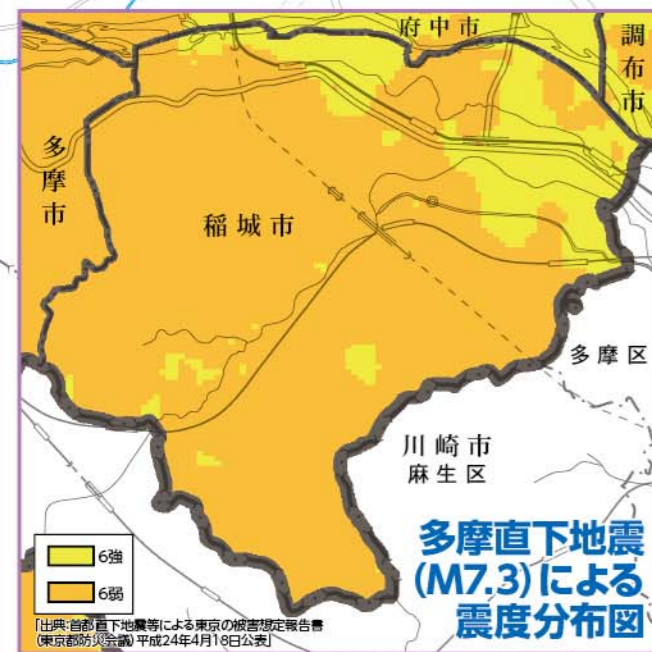 府中市
調布市
多摩市
稲城市
多摩区
川崎市
麻生区
6強
6弱
多摩直下地震
(M7.3)による
震度分布図
「出典:首都直下地震等による東京の被害想定報告書
(東京都防災会議)平成24年4月18日公表」